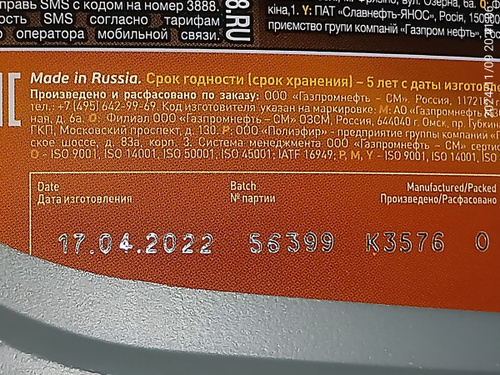 правь SMS с кодом на номер 3888.
ость SMS согласно тарифам
о оператора мобильной связи.
8.RU
кіна,1. Y: ПАТ «Славнефть-ЯНОС», Росія,
приємство групи компаній «Газпром нефть»,
Made in Russia. Срок годности (срок хранения) – 5 лет с даты изготовле
Произведено и расфасовано по заказу: ООО «Газпромнефть – СМ», Россия,
тел.: +7 (495) 642-99-69. Код изготовителя указан на маркировке: М: АО «Газпромнефть
ная, д. 6а. О: Филиал ООО «Газпромнефть – СМ» ОЗСМ, Россия, 644040 г. Омск, пр. Губкин
ГКП, Московский проспект, д. 130. Р: ООО «Полиэфир» - предприятие группы компаний
ское шоссе, д. 83а, корп. 3. Система менеджмента ООО «Газпромнефть – СМ»
О - ISO 9001, ISO 14001, ISO 50001, ISO 45001; IATF 16949; P, M, Y - ISO 9001, ISO 14001, ISO
Date Batch Manufactured/Packed
Дата изготовления № партии Произведено/Расфасовано
17.04.2022 56399 K3576 O